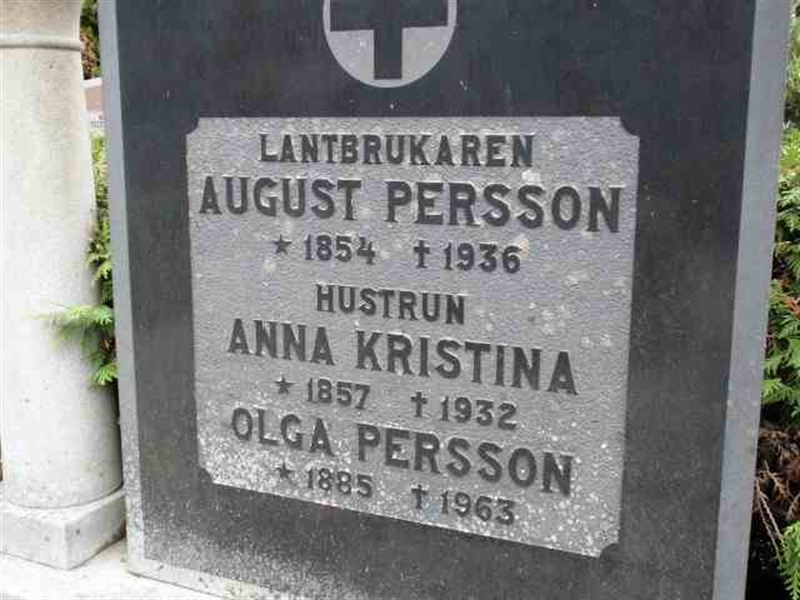 LANTBRUKAREN
AUGUST PERSSON
★ 1854 † 1936
HUSTRUN
ANNA KRISTINA
★ 1857 † 1932
OLGA PERSSON
★ 1885 † 1963